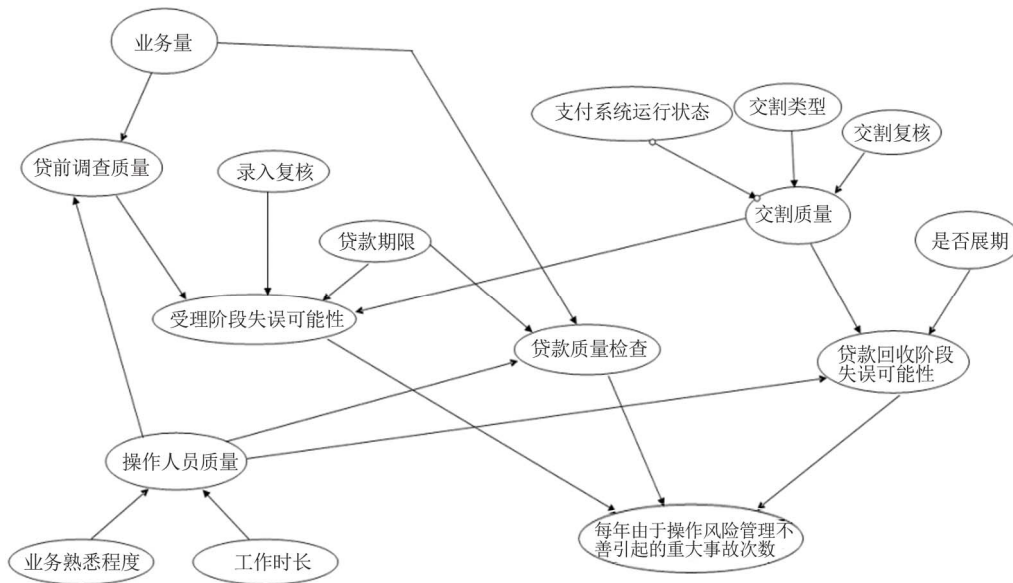 业务量
支付系统运行状态
交割类型
交割复核
贷前调查质量
录入复核
交割质量
贷款期限
是否展期
受理阶段失误可能性
贷款质量检查
贷款回收阶段
失误可能性
操作人员质量
每年由于操作风险管理不
善引起的重大事故次数
业务熟悉程度
工作时长